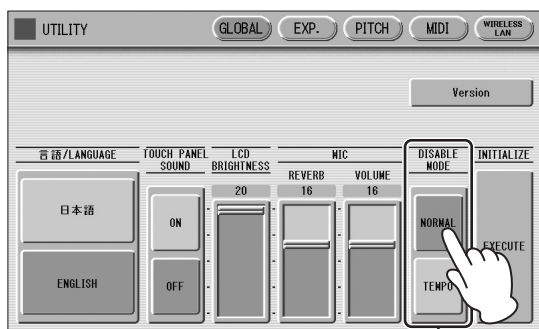 UTILITY
GLOBAL
EXP.
PITCH
MIDI
WIRELESS
LAN
Version
言語/LANGUAGE
TOUCH PANEL
SOUND
LCD
BRIGHTNESS
MIC
REVERB
VOLUME
DISABLE
MODE
INITIALIZE
20
16
16
日本語
ON
NORMAL
EXECUTE
ENGLISH
OFF
TEMPO